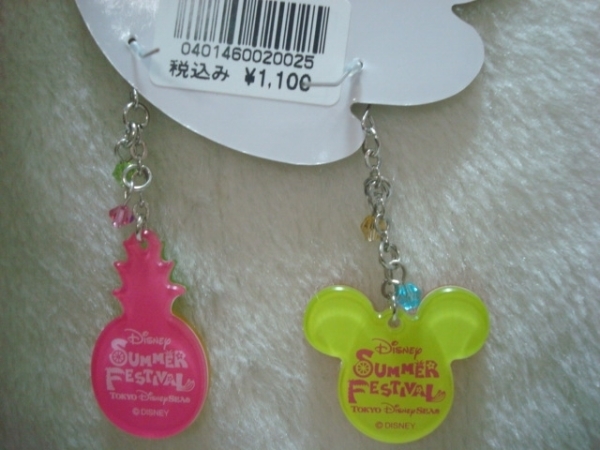 0401460020025
税込み ¥1,100
Disney
SUMMER
FESTIVAL
TOKYO DISNEYSEA
© DISNEY
Disney
SUMMER
FESTIVAL
TOKYO DISNEYSEA
© DISNEY